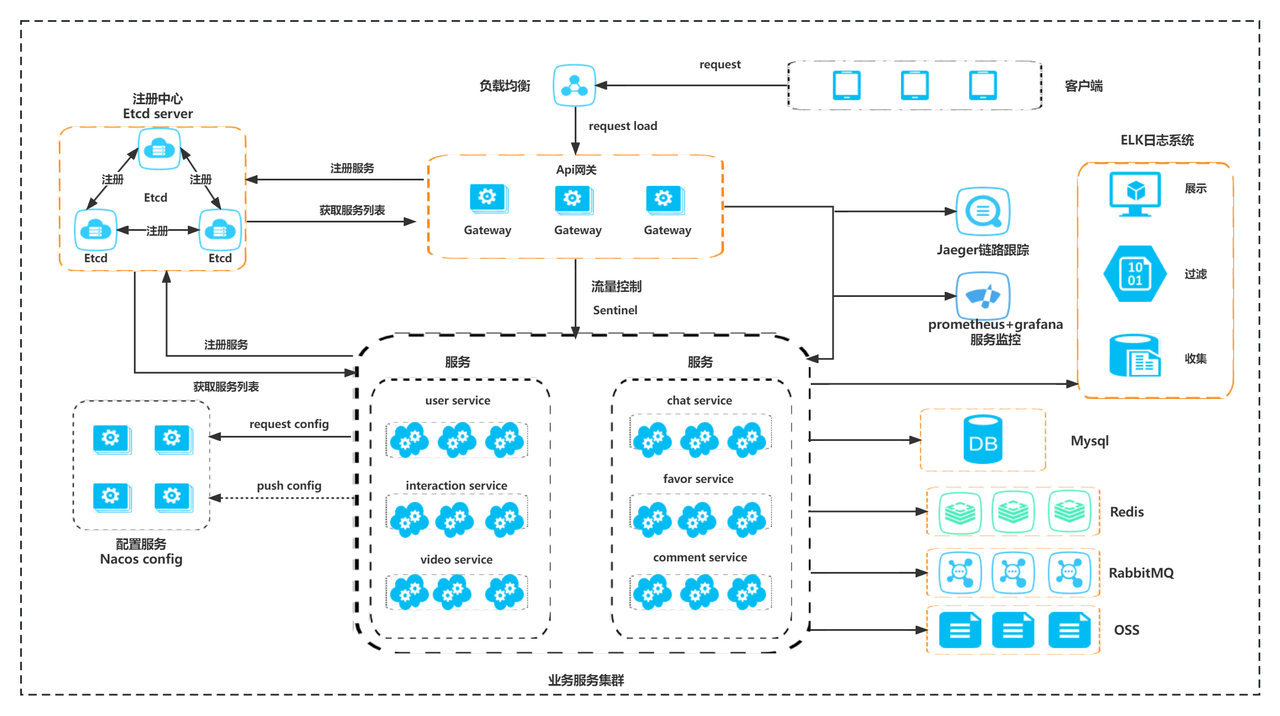 request
负载均衡
客户端
注册中心
Etcd server
request load
ELK日志系统
Api网关
注册服务
展示
注册
注册
Etcd
获取服务列表
Gateway
Gateway
Gateway
注册
Jaeger链路跟踪
Etcd
Etcd
过滤
流量控制
Sentinel
prometheus+grafana
服务监控
注册服务
收集
服务
服务
获取服务列表
user service
chat service
request config
Mysql
DB
10
01
push config
interaction service
favor service
Redis
配置服务
Nacos config
video service
comment service
RabbitMQ
OSS
业务服务集群